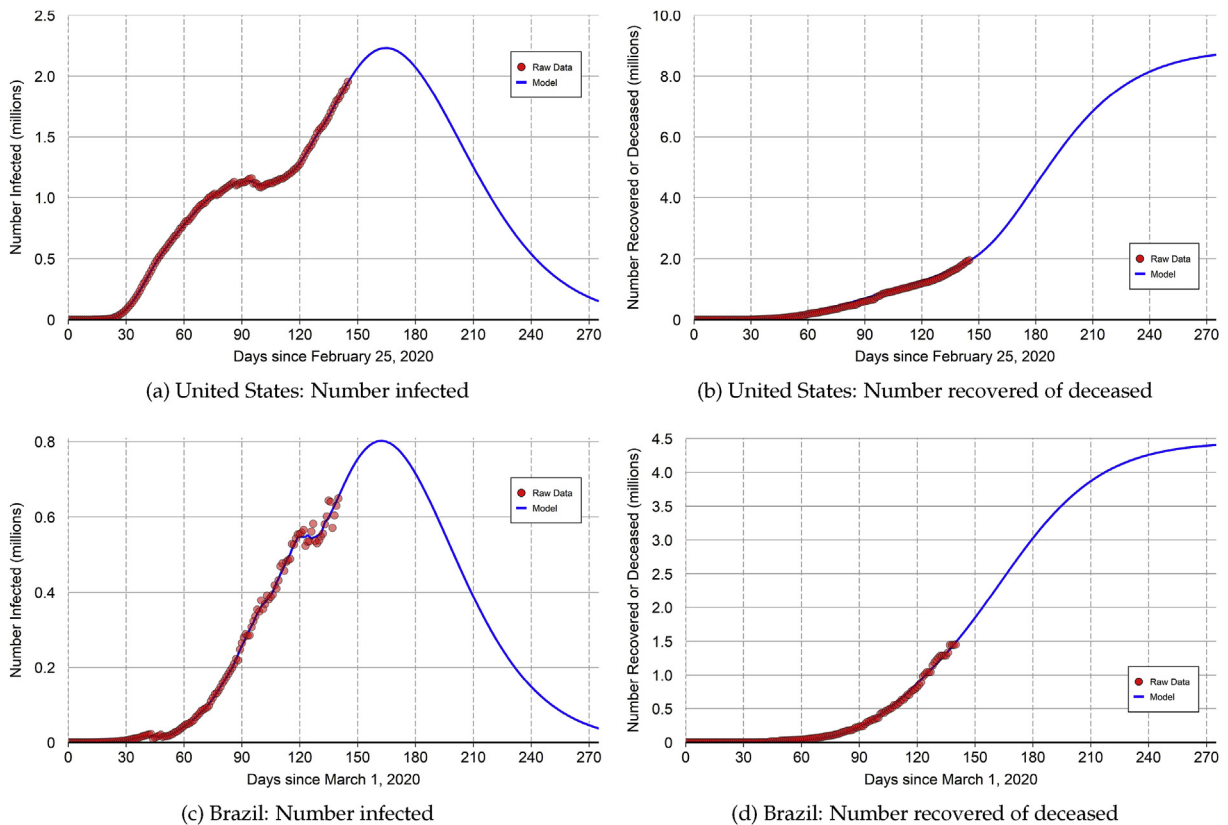 Number Infected (millions)
2.5
2.0
1.5
1.0
0.5
0
Raw Data
Model
0 30 60 90 120 150 180 210 240 270
Days since February 25, 2020
(a) United States: Number infected
Number Recovered or Deceased (millions)
10.0
8.0
6.0
4.0
2.0
0
Raw Data
Model
0 30 60 90 120 150 180 210 240 270
Days since February 25, 2020
(b) United States: Number recovered of deceased
Number Infected (millions)
0.8
0.6
0.4
0.2
0
Raw Data
Model
0 30 60 90 120 150 180 210 240 270
Days since March 1, 2020
(c) Brazil: Number infected
Number Recovered or Deceased (millions)
4.5
4.0
3.5
3.0
2.5
2.0
1.5
1.0
0.5
0
Raw Data
Model
0 30 60 90 120 150 180 210 240 270
Days since March 1, 2020
(d) Brazil: Number recovered of deceased